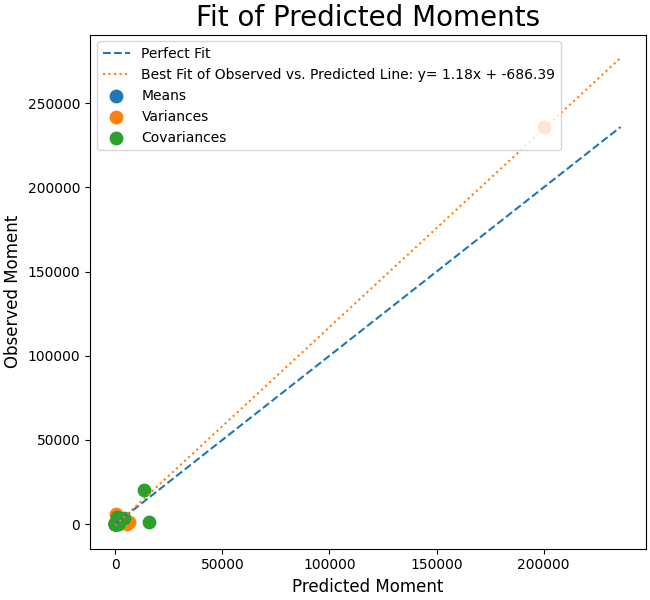 Fit of Predicted Moments
Perfect Fit
Best Fit of Observed vs. Predicted Line: y= 1.18x + -686.39
Means
Variances
Covariances
250000
200000
150000
100000
50000
0
Observed Moment
0 50000 100000 150000 200000
Predicted Moment